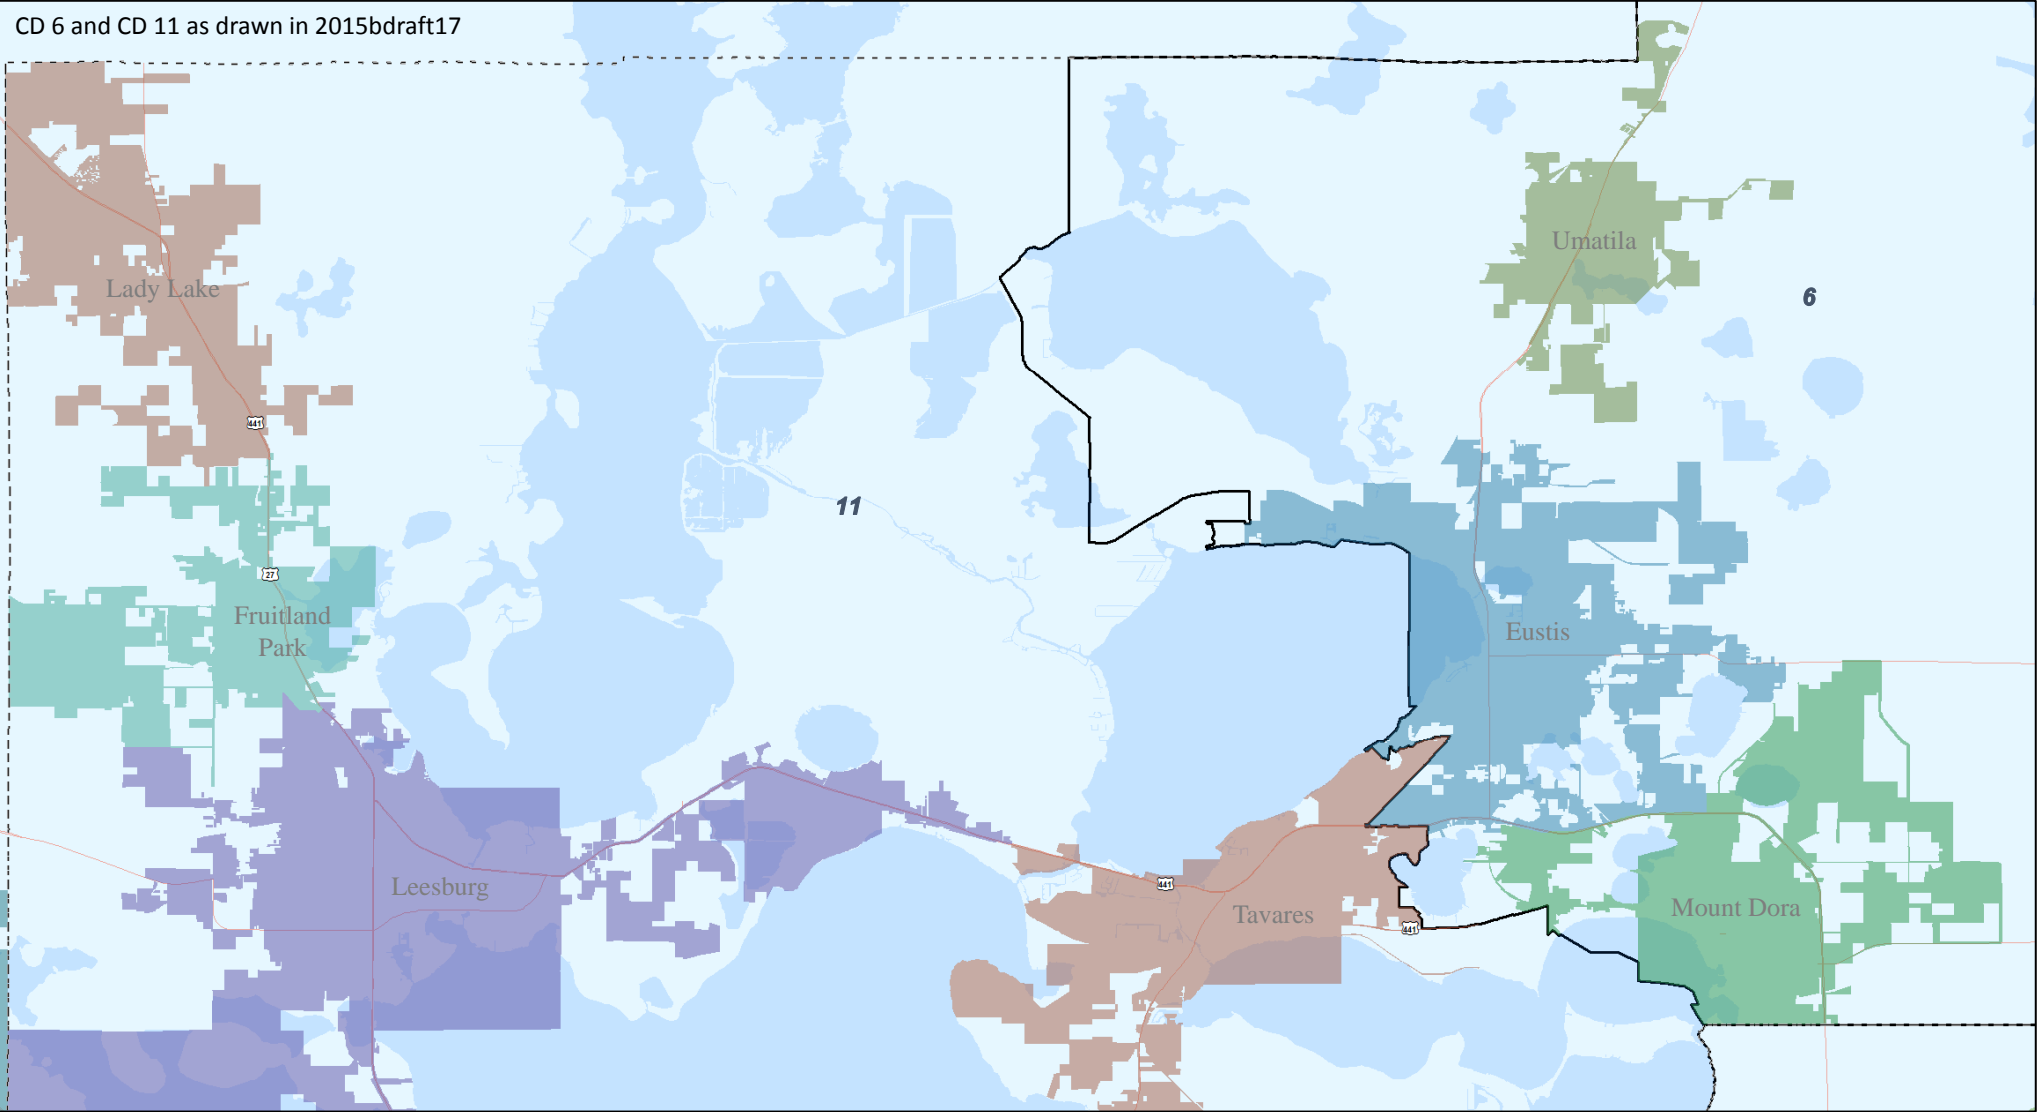 CD 6 and CD 11 as drawn in 2015bdraft17
Umatila
Lady Lake
6
441
11
27
Fruitland
Park
Eustis
Leesburg
441
Tavares
Mount Dora
441